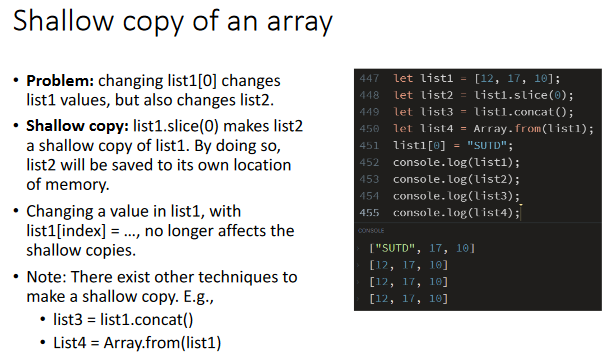 Shallow copy of an array
• Problem: changing list1[0] changes
list1 values, but also changes list2.
• Shallow copy: list1.slice(0) makes list2
a shallow copy of list1. By doing so,
list2 will be saved to its own location
of memory.
• Changing a value in list1, with
list1[index] = …, no longer affects the
shallow copies.
• Note: There exist other techniques to
make a shallow copy. E.g.,
• list3 = list1.concat()
• List4 = Array.from(list1)
447 let list1 = [12, 17, 10];
448 let list2 = list1.slice(0);
449 let list3 = list1.concat();
450 let list4 = Array.from(list1);
451 list1[0] = "SUTD";
452 console.log(list1);
453 console.log(list2);
454 console.log(list3);
455 console.log(list4);
CONSOLE
["SUTD", 17, 10]
[12, 17, 10]
[12, 17, 10]
[12, 17, 10]